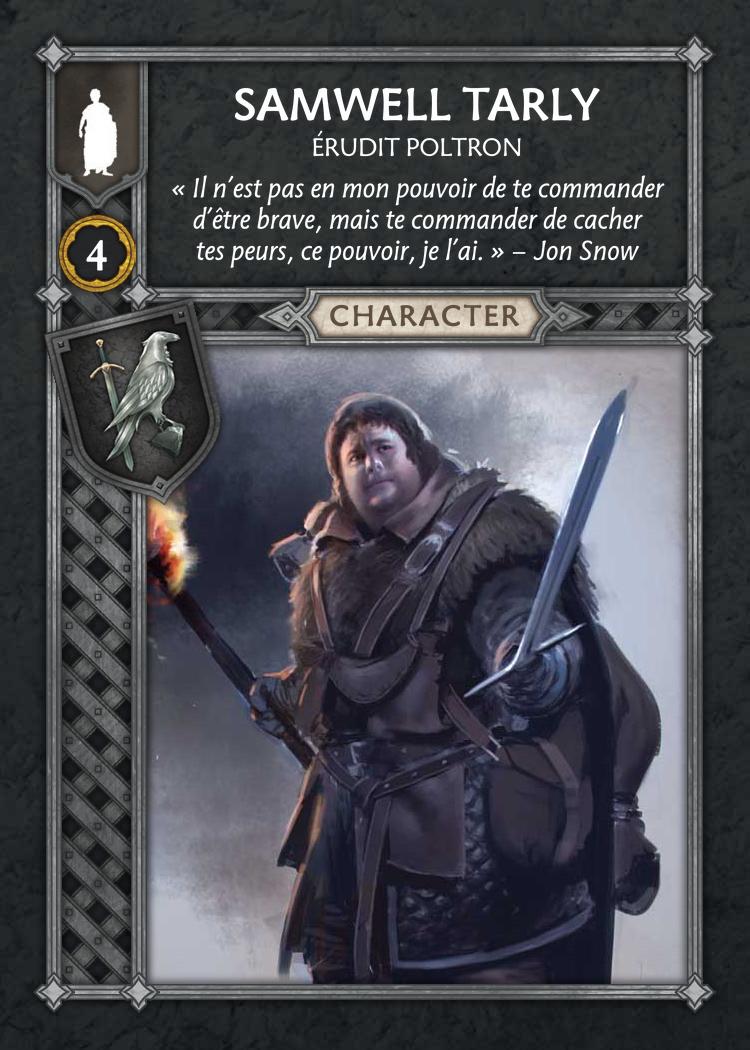 SAMWELL TARLY
ÉRUDIT POLTRON
« Il n’est pas en mon pouvoir de te commander
d’être brave, mais te commander de cacher
tes peurs, ce pouvoir, je l’ai. » – Jon Snow
4
CHARACTER